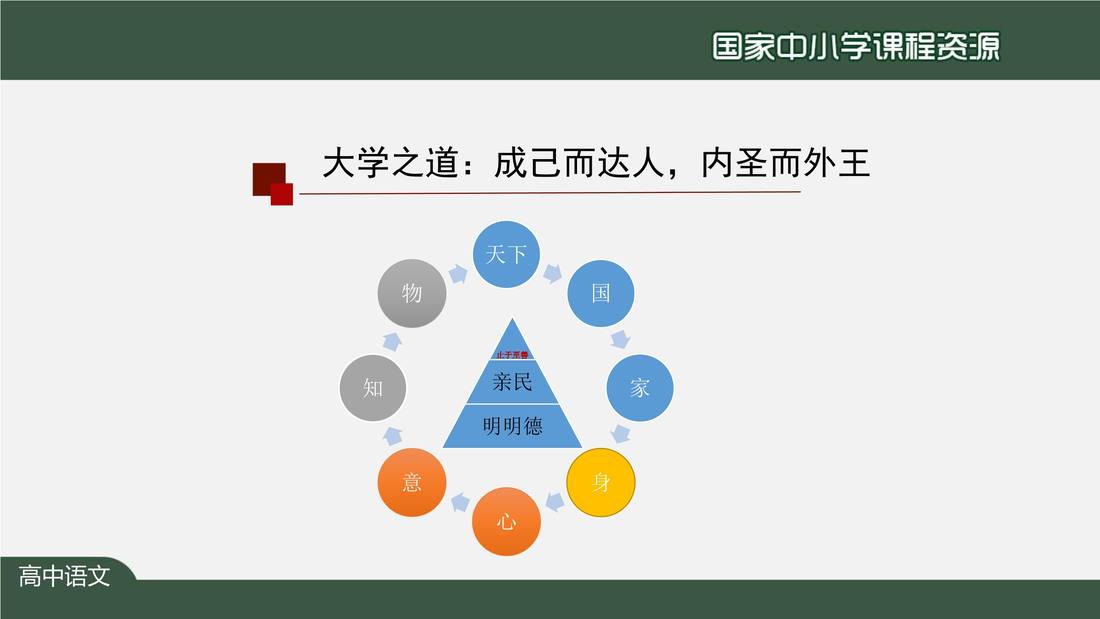 国家中小学课程资源
大学之道：成己而达人，内圣而外王
天下
国
家
身
心
意
知
物
止于至善
亲民
明明德
高中语文